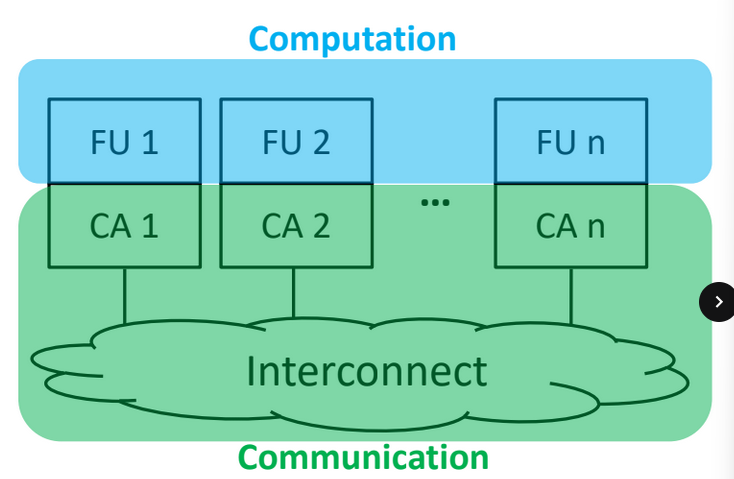 Computation
FU 1 FU 2 FU n
...
CA 1 CA 2 CA n
Interconnect
Communication